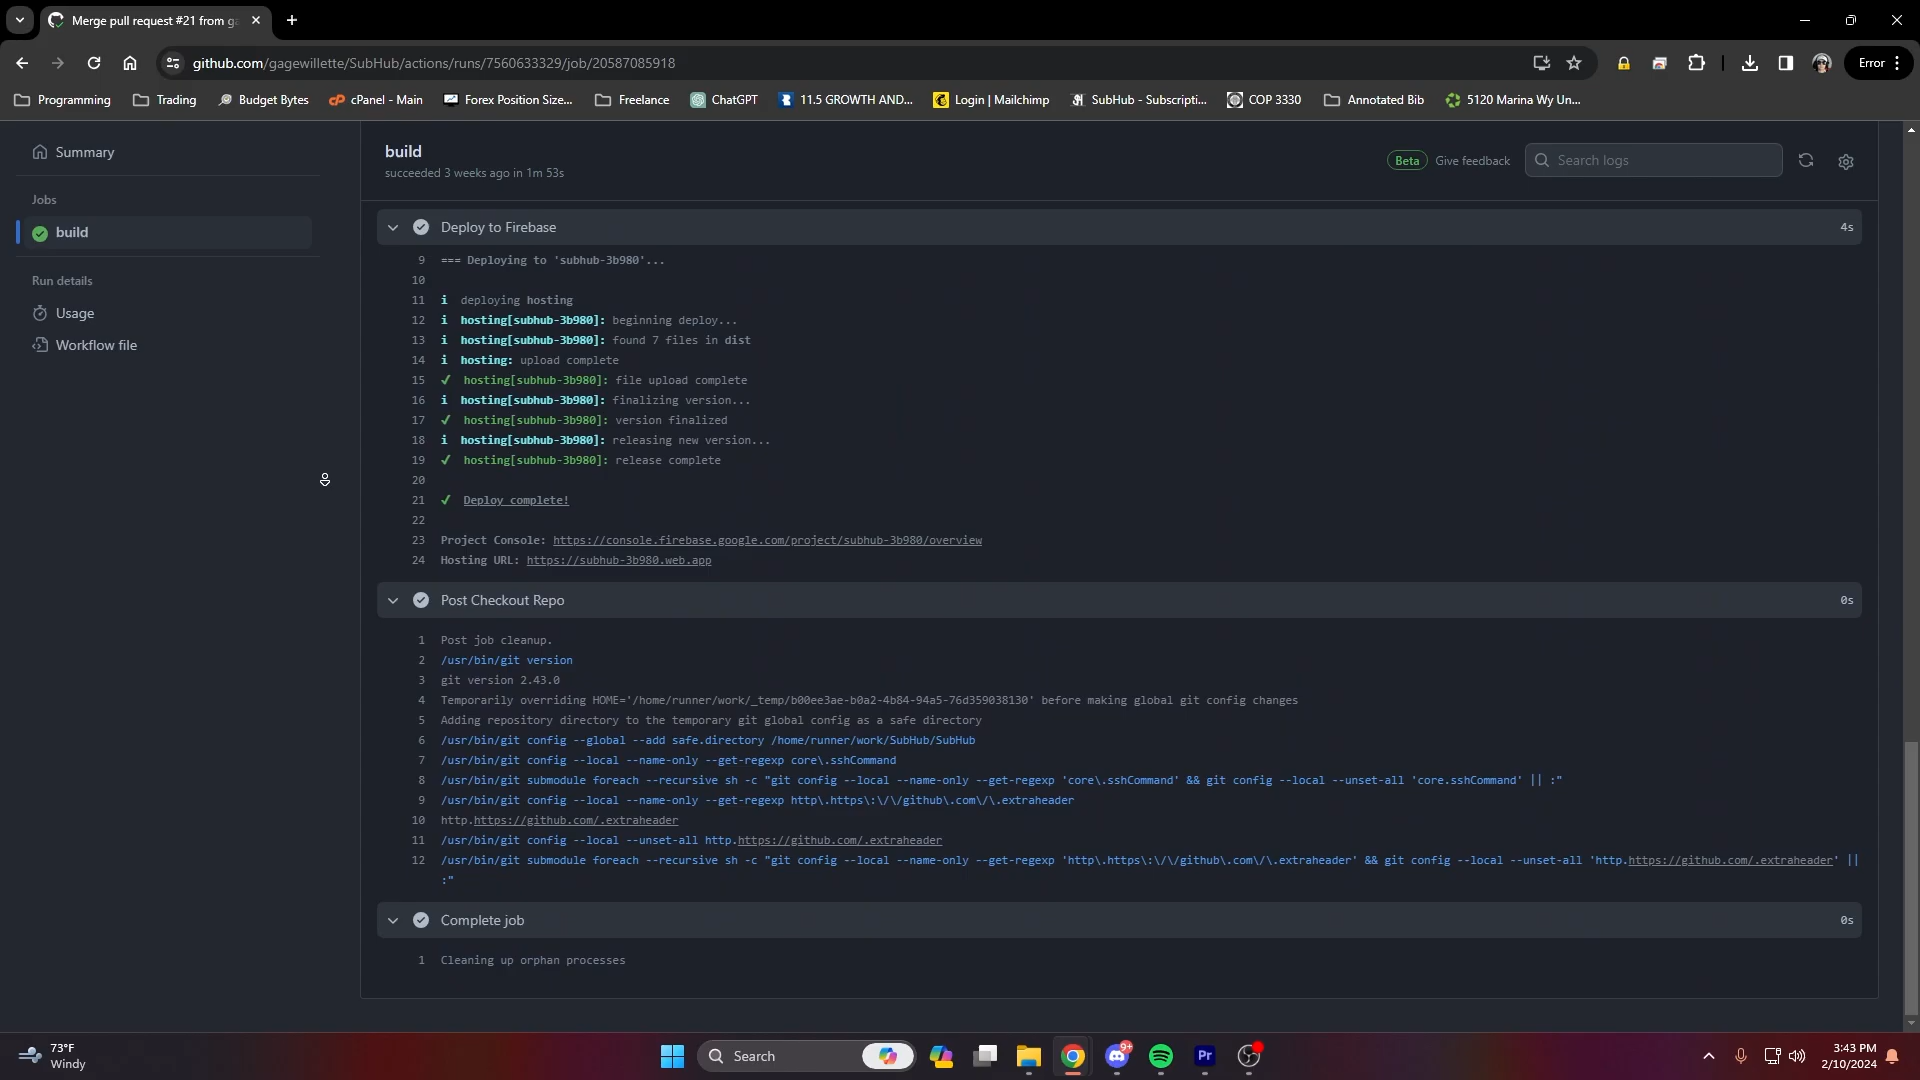 Merge pull request #21 from ga
github.com/gagewillette/SubHub/actions/runs/7560633329/job/20587085918
Error
Programming
Trading
Budget Bytes
cPanel - Main
Forex Position Size...
Freelance
ChatGPT
11.5 GROWTH AND...
Login | Mailchimp
SubHub - Subscripti...
COP 3330
Annotated Bib
5120 Marina Wy Un...
Summary
Jobs
build
Run details
Usage
Workflow file
build
succeeded 3 weeks ago in 1m 53s
Beta
Give feedback
Search logs
Deploy to Firebase
4s
9 === Deploying to 'subhub-3b980'...
10
11 i deploying hosting
12 i hosting[subhub-3b980]: beginning deploy...
13 i hosting[subhub-3b980]: found 7 files in dist
14 i hosting: upload complete
15 ✔ hosting[subhub-3b980]: file upload complete
16 i hosting[subhub-3b980]: finalizing version...
17 ✔ hosting[subhub-3b980]: version finalized
18 i hosting[subhub-3b980]: releasing new version...
19 ✔ hosting[subhub-3b980]: release complete
20
21 ✔ Deploy complete!
22
23 Project Console: https://console.firebase.google.com/project/subhub-3b980/overview
24 Hosting URL: https://subhub-3b980.web.app
Post Checkout Repo
0s
1 Post job cleanup.
2 /usr/bin/git version
3 git version 2.43.0
4 Temporarily overriding HOME='/home/runner/work/_temp/b00ee3ae-b0a2-4b84-94a5-76d359038130' before making global git config changes
5 Adding repository directory to the temporary git global config as a safe directory
6 /usr/bin/git config --global --add safe.directory /home/runner/work/SubHub/SubHub
7 /usr/bin/git config --local --name-only --get-regexp core\.sshCommand
8 /usr/bin/git submodule foreach --recursive sh -c "git config --local --name-only --get-regexp 'core\.sshCommand' && git config --local --unset-all 'core.sshCommand' || :"
9 /usr/bin/git config --local --name-only --get-regexp http\.https\:\/\/github\.com\/\.extraheader
10 http.https://github.com/.extraheader
11 /usr/bin/git config --local --unset-all http.https://github.com/.extraheader
12 /usr/bin/git submodule foreach --recursive sh -c "git config --local --name-only --get-regexp 'http\.https\:\/\/github\.com\/\.extraheader' && git config --local --unset-all 'http.https://github.com/.extraheader' ||
:"
Complete job
0s
1 Cleaning up orphan processes
73°F
Windy
Search
9+
Pr
3:43 PM
2/10/2024